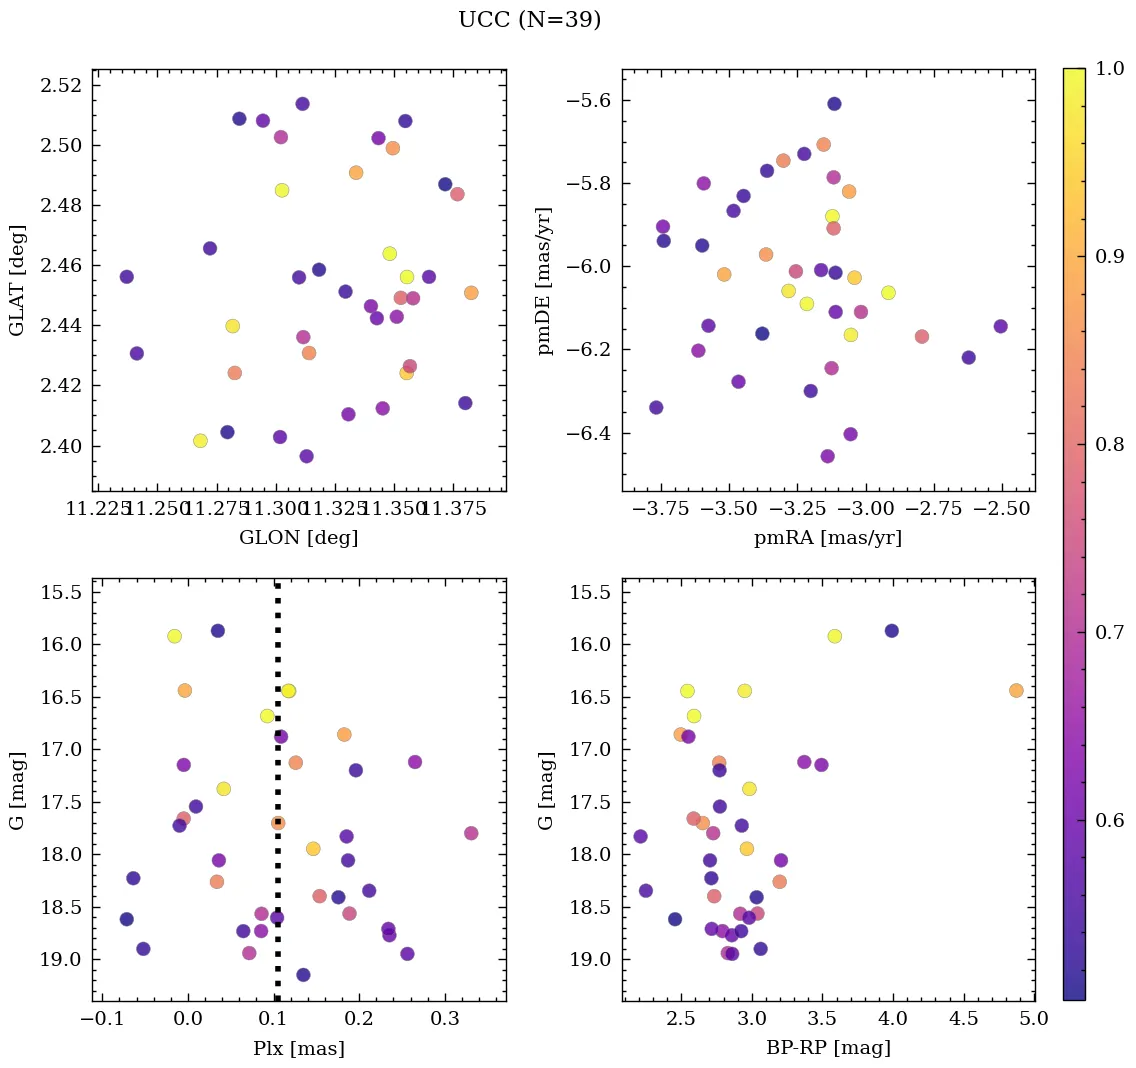 UCC (N=39)
2.52
2.50
2.48
2.46
2.44
2.42
2.40
GLAT [deg]
11.225 11.250 11.275 11.300 11.325 11.350 11.375
GLON [deg]
−5.6
−5.8
−6.0
−6.2
−6.4
pmDE [mas/yr]
−3.75 −3.50 −3.25 −3.00 −2.75 −2.50
pmRA [mas/yr]
1.0
0.9
0.8
0.7
0.6
15.5
16.0
16.5
17.0
17.5
18.0
18.5
19.0
G [mag]
−0.1 0.0 0.1 0.2 0.3
Plx [mas]
15.5
16.0
16.5
17.0
17.5
18.0
18.5
19.0
G [mag]
2.5 3.0 3.5 4.0 4.5 5.0
BP-RP [mag]